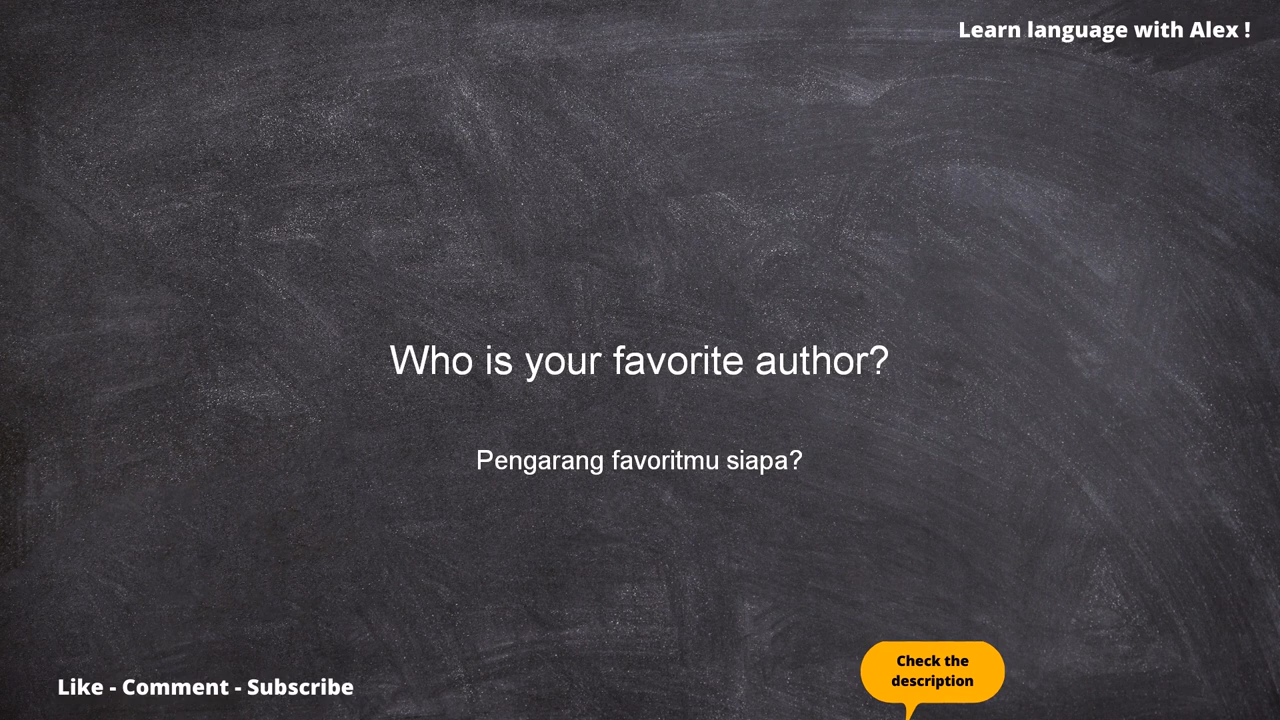 Learn language with Alex !
Who is your favorite author?
Pengarang favoritmu siapa?
Check the
description
Like - Comment - Subscribe